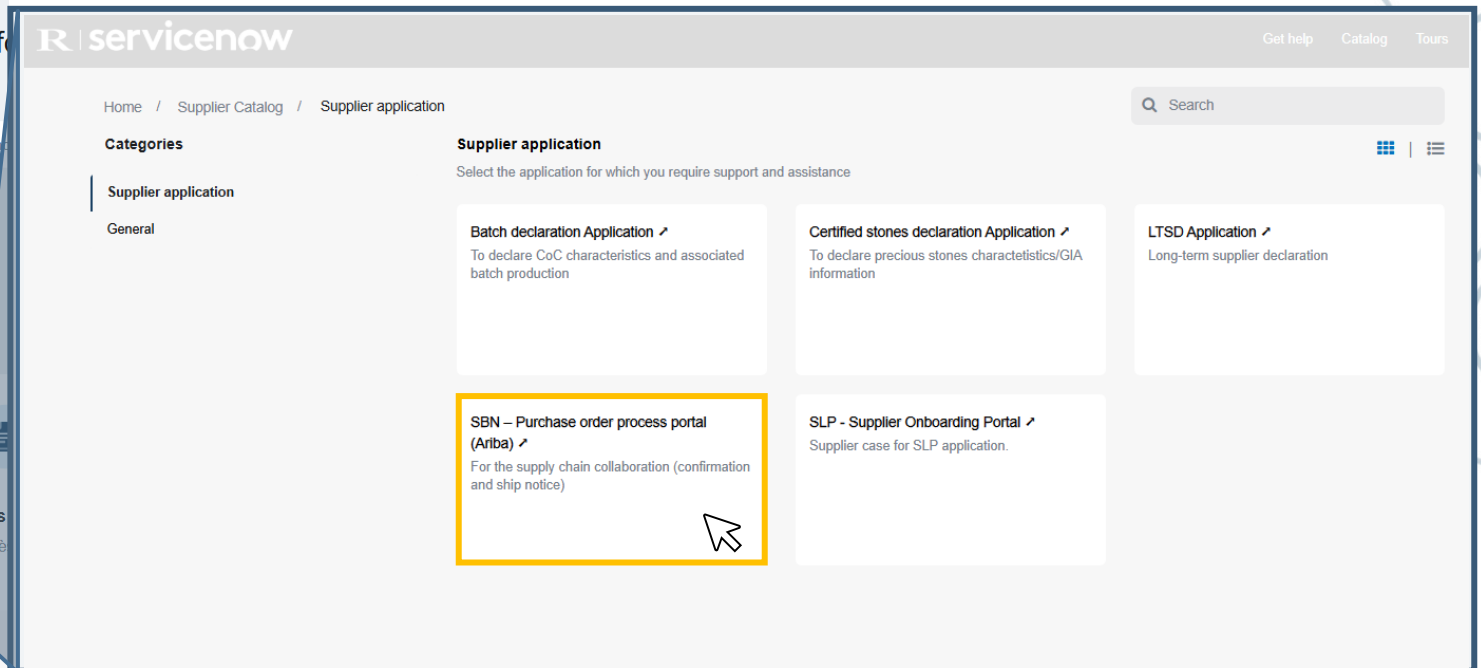 R | servicenow
Get help Catalog Tours
Home / Supplier Catalog / Supplier application
Search
Categories
Supplier application
General
Supplier application
Select the application for which you require support and assistance
Batch declaration Application ↗
To declare CoC characteristics and associated
batch production
Certified stones declaration Application ↗
To declare precious stones charactetistics/GIA
information
LTSD Application ↗
Long-term supplier declaration
SBN – Purchase order process portal
(Ariba) ↗
For the supply chain collaboration (confirmation
and ship notice)
SLP - Supplier Onboarding Portal ↗
Supplier case for SLP application.